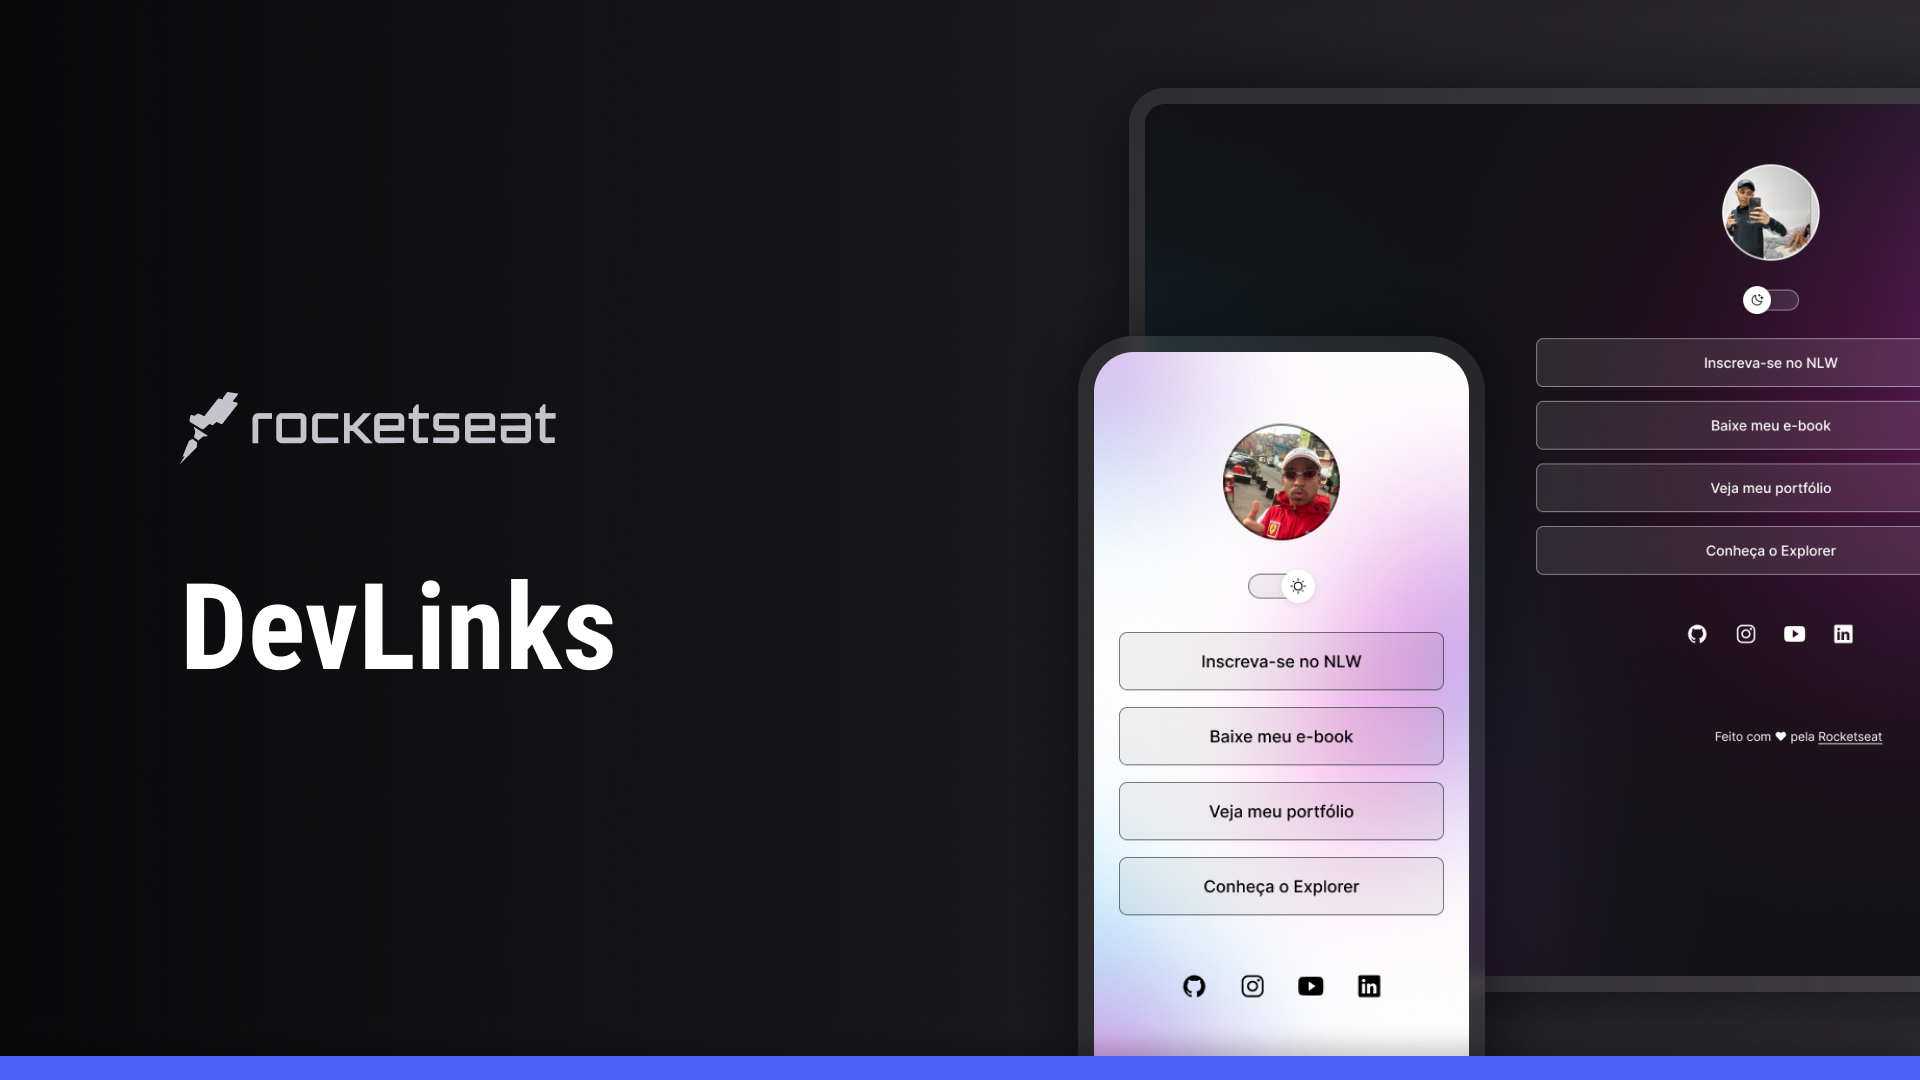 rocketseat
DevLinks
Inscreva-se no NLW
Baixe meu e-book
Veja meu portfólio
Conheça o Explorer
Inscreva-se no NLW
Baixe meu e-book
Veja meu portfólio
Conheça o Explorer
Feito com ♥ pela Rocketseat